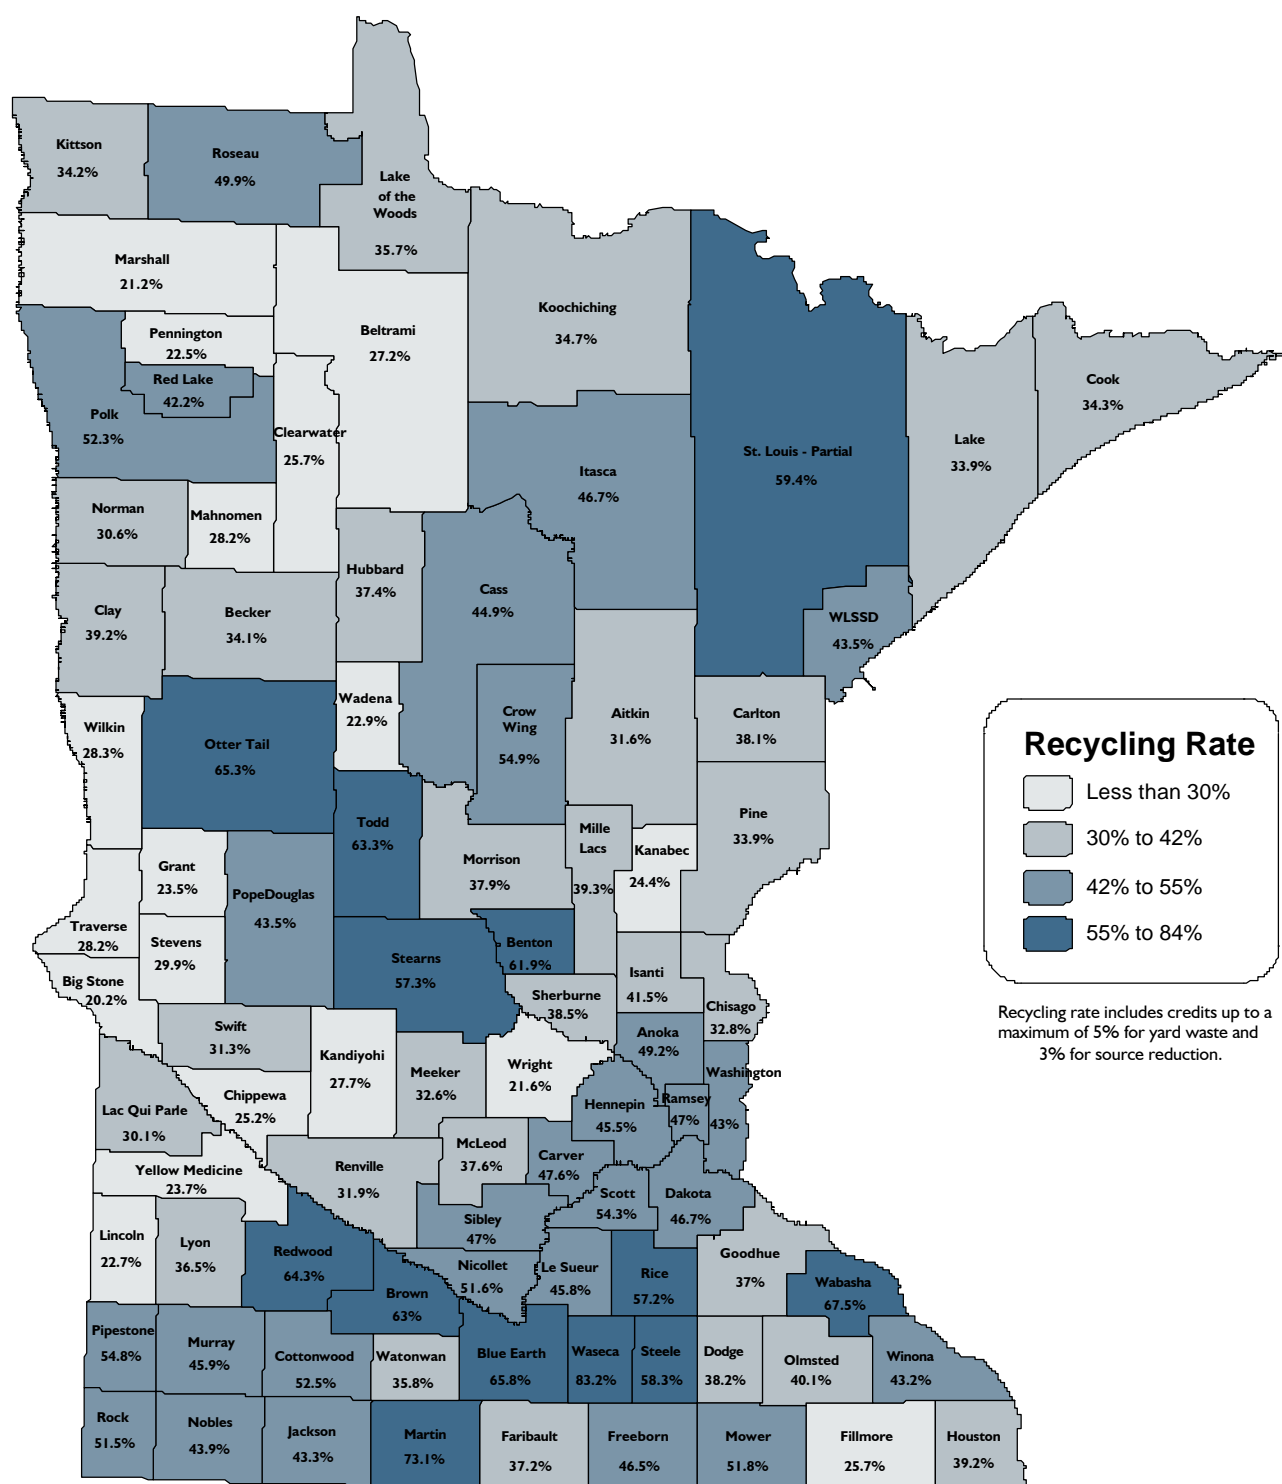 Kittson
34.2%
Roseau
49.9%
Lake
of the
Woods
35.7%
Marshall
21.2%
Beltrami
27.2%
Koochiching
34.7%
Pennington
22.5%
Red Lake
42.2%
Polk
52.3%
Clearwater
25.7%
Itasca
46.7%
St. Louis - Partial
59.4%
Lake
33.9%
Cook
34.3%
Norman
30.6%
Mahnomen
28.2%
Hubbard
37.4%
Cass
44.9%
Clay
39.2%
Becker
34.1%
WLSSD
43.5%
Wadena
22.9%
Crow
Wing
54.9%
Aitkin
31.6%
Carlton
38.1%
Wilkin
28.3%
Otter Tail
65.3%
Todd
63.3%
Mille
Lacs
39.3%
Pine
33.9%
Kanabec
24.4%
Morrison
37.9%
Grant
23.5%
PopeDouglas
43.5%
Traverse
28.2%
Stevens
29.9%
Stearns
57.3%
Benton
61.9%
Big Stone
20.2%
Sherburne
38.5%
Isanti
41.5%
Chisago
32.8%
Swift
31.3%
Kandiyohi
27.7%
Meeker
32.6%
Wright
21.6%
Anoka
49.2%
Washington
43%
Ramsey
47%
Hennepin
45.5%
Chippewa
25.2%
Lac Qui Parle
30.1%
McLeod
37.6%
Carver
47.6%
Yellow Medicine
23.7%
Renville
31.9%
Scott
54.3%
Dakota
46.7%
Sibley
47%
Lincoln
22.7%
Lyon
36.5%
Redwood
64.3%
Nicollet
51.6%
Le Sueur
45.8%
Rice
57.2%
Goodhue
37%
Wabasha
67.5%
Brown
63%
Pipestone
54.8%
Murray
45.9%
Cottonwood
52.5%
Watonwan
35.8%
Blue Earth
65.8%
Waseca
83.2%
Steele
58.3%
Dodge
38.2%
Olmsted
40.1%
Winona
43.2%
Rock
51.5%
Nobles
43.9%
Jackson
43.3%
Martin
73.1%
Faribault
37.2%
Freeborn
46.5%
Mower
51.8%
Fillmore
25.7%
Houston
39.2%
Recycling Rate
Less than 30%
30% to 42%
42% to 55%
55% to 84%
Recycling rate includes credits up to a
maximum of 5% for yard waste and
3% for source reduction.